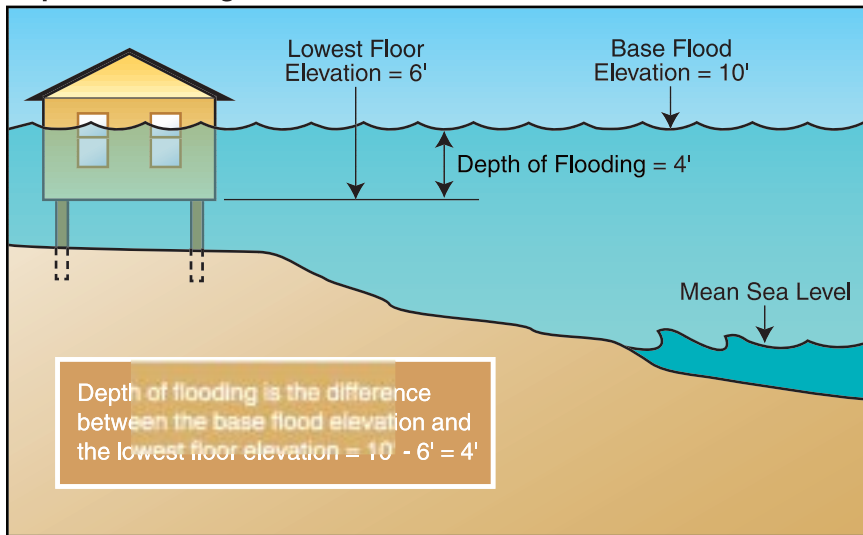 Lowest Floor
Elevation = 6'
Base Flood
Elevation = 10'
Depth of Flooding = 4'
Mean Sea Level
Depth of flooding is the difference
between the base flood elevation and
the lowest floor elevation = 10' - 6' = 4'